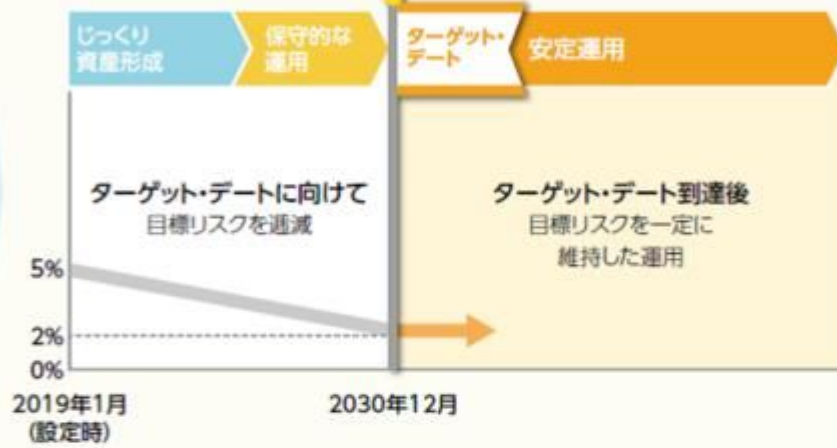 じっくり
資産形成
保守的な
運用
ターゲット・
デート
安定運用
ターゲット・デートに向けて
目標リスクを逓減
ターゲット・デート到達後
目標リスクを一定に
維持した運用
5%
2%
0%
2019年1月
(設定時)
2030年12月